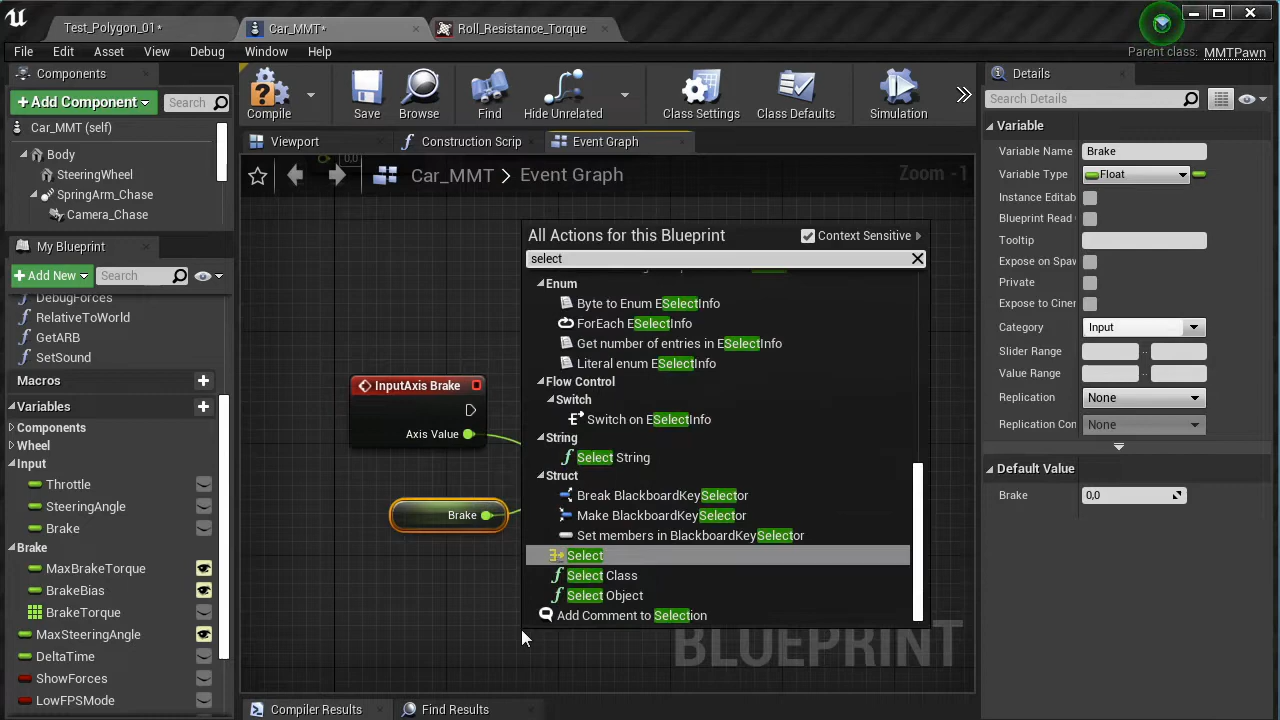 Test_Polygon_01*
Car_MMT*
Roll_Resistance_Torque
File Edit Asset View Debug Window Help
Parent class: MMTPawn
Components
+ Add Component
Search
Car_MMT (self)
Body
SteeringWheel
SpringArm_Chase
Camera_Chase
My Blueprint
+ Add New
Search
DebugForces
RelativeToWorld
GetARB
SetSound
Macros
Variables
Components
Wheel
Input
Throttle
SteeringAngle
Brake
Brake
MaxBrakeTorque
BrakeBias
BrakeTorque
MaxSteeringAngle
DeltaTime
ShowForces
LowFPSMode
Compile
Save
Browse
Find
Hide Unrelated
Class Settings
Class Defaults
Simulation
Viewport
Construction Scrip
Event Graph
0,0
Car_MMT > Event Graph
Zoom -1
InputAxis Brake
Axis Value
Brake
All Actions for this Blueprint
Context Sensitive
select
Enum
Byte to Enum ESelectInfo
ForEach ESelectInfo
Get number of entries in ESelectInfo
Literal enum ESelectInfo
Flow Control
Switch
Switch on ESelectInfo
String
Select String
Struct
Break BlackboardKeySelector
Make BlackboardKeySelector
Set members in BlackboardKeySelector
Select
Select Class
Select Object
Add Comment to Selection
BLUEPRINT
Compiler Results
Find Results
Details
Search Details
Variable
Variable Name Brake
Variable Type Float
Instance Editab
Blueprint Read
Tooltip
Expose on Spaw
Private
Expose to Ciner
Category Input
Slider Range
Value Range
Replication None
Replication Con None
Default Value
Brake 0,0